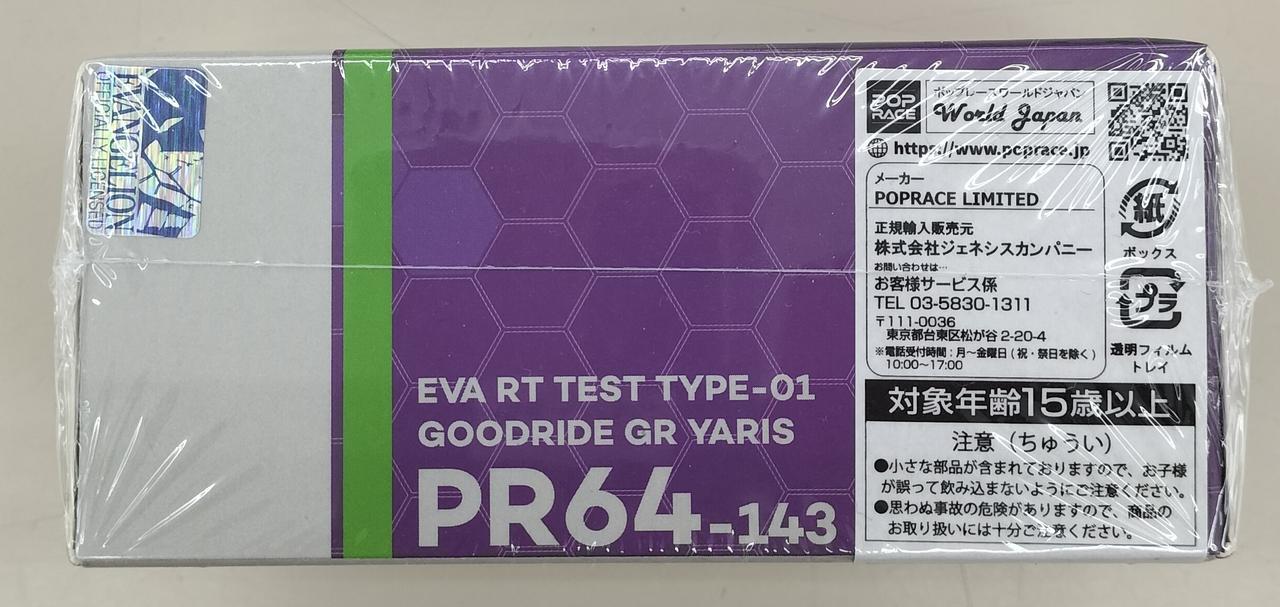 EVANGELION
OFFICIALLY LICENSED
EVA RT TEST TYPE-01
GOODRIDE GR YARIS
PR64-143
POP
RACE
ポップレースワールドジャパン
World Japan
https://www.poprace.jp
メーカー
POPRACE LIMITED
正規輸入販売元
株式会社ジェネシスカンパニー
お問い合わせは…
お客様サービス係
TEL 03-5830-1311
〒111-0036
東京都台東区松が谷 2-20-4
※電話受付時間：月～金曜日 ( 祝・祭日を除く )
10:00～17:00
紙
ボックス
プラ
透明フィルム
トレイ
対象年齢15歳以上
注意（ちゅうい）
●小さな部品が含まれておりますので、お子様
が誤って飲み込まないようにご注意ください。
●思わぬ事故の危険がありますので、商品の
お取り扱いには十分ご注意ください。